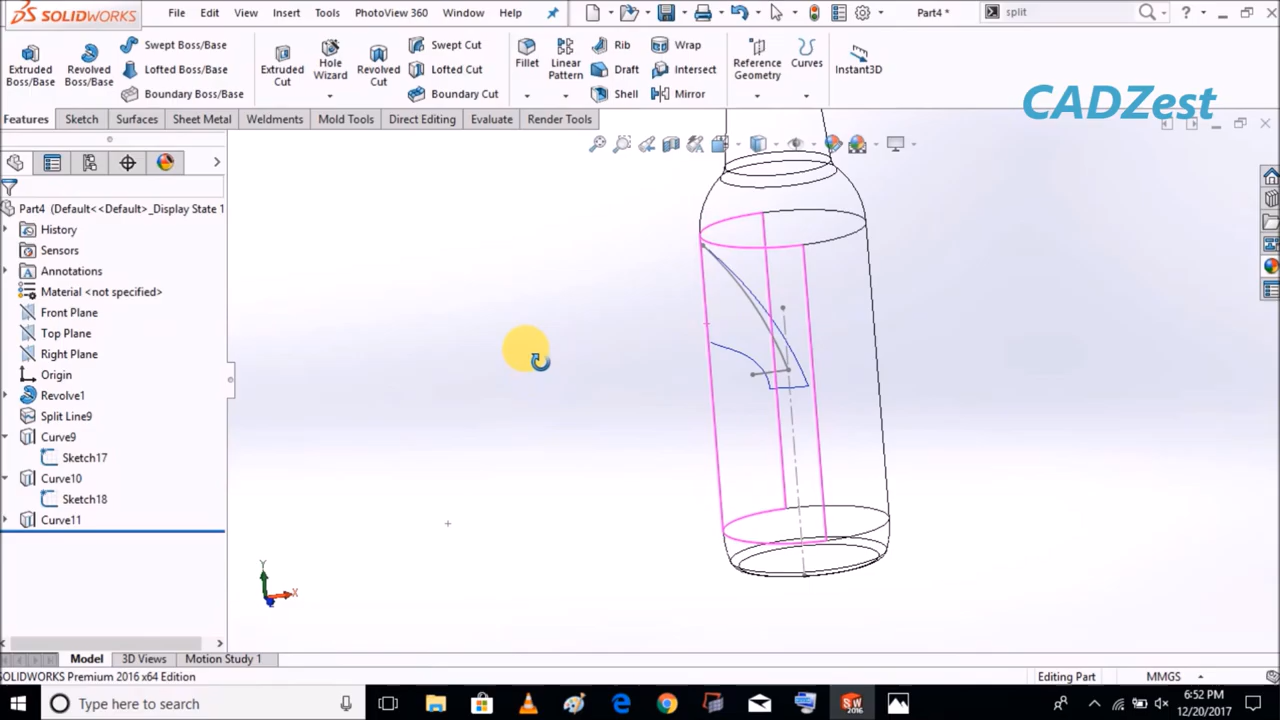 SOLIDWORKS File Edit View Insert Tools PhotoView 360 Window Help Part4 * split ?
Extruded Boss/Base
Revolved Boss/Base
Swept Boss/Base
Lofted Boss/Base
Boundary Boss/Base
Extruded Cut
Hole Wizard
Revolved Cut
Swept Cut
Lofted Cut
Boundary Cut
Fillet
Linear Pattern
Rib
Draft
Shell
Wrap
Intersect
Mirror
Reference Geometry
Curves
Instant3D
CADZest
Features Sketch Surfaces Sheet Metal Weldments Mold Tools Direct Editing Evaluate Render Tools
Part4 (Default<<Default>_Display State 1
History
Sensors
Annotations
Material <not specified>
Front Plane
Top Plane
Right Plane
Origin
Revolve1
Split Line9
Curve9
Sketch17
Curve10
Sketch18
Curve11
Y
X
Model 3D Views Motion Study 1
SOLIDWORKS Premium 2016 x64 Edition Editing Part MMGS
Type here to search
SW
2016
6:52 PM
12/20/2017